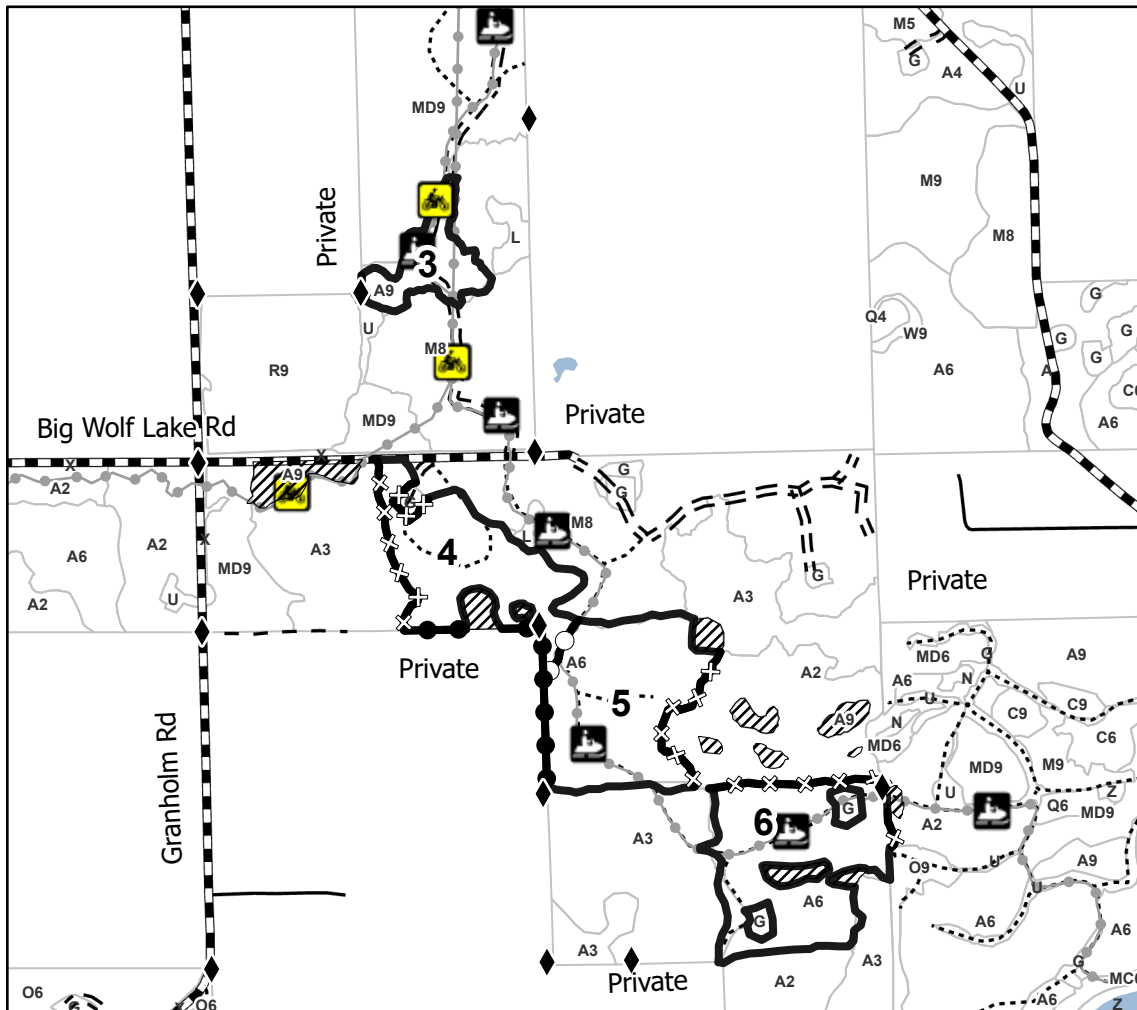 M5
G
A4
U
MD9
M9
Private
L
M8
3
A9
G
U
Q4
W9
G
G
M8
G
R9
A6
C6
MD9
A6
Big Wolf Lake Rd
Private
X
X
A9
G
A2
G
M8
L
4
X
A6
A2
MD9
A3
G
Private
U
A3
A2
Private
A6
A2
5
MD6
G
A9
A6
N
U
C9
C9
N
A9
MD6
C6
MD9
M9
Granholm Rd
U
Z
G
6
A2
Q6
MD9
A3
O9
U
A9
U
A6
G
A6
A6
A3
A3
G
Private
A2
MC6
O6
G
O6
A6
Z